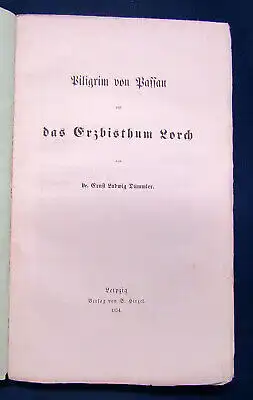 Piligrim von Passau
und
das Erzbisthum Lorch
von
Dr. Ernst Ludwig Dümmler.
Leipzig
Verlag von S. Hirzel.
1854.